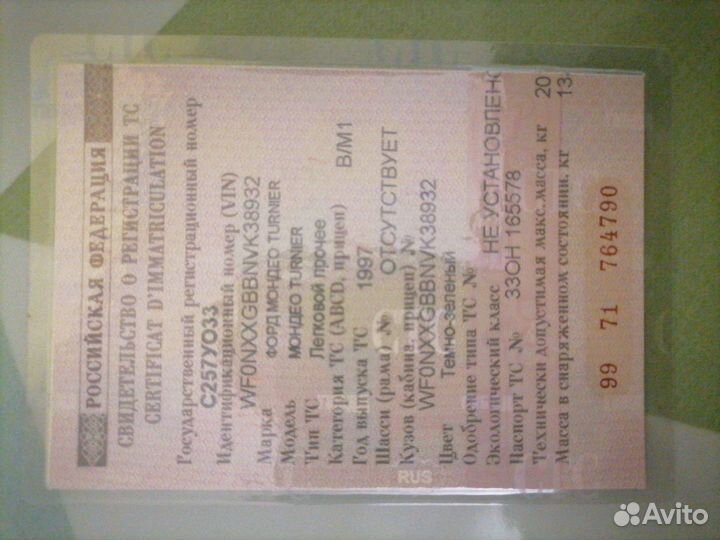 РОССИЙСКАЯ ФЕДЕРАЦИЯ
СВИДЕТЕЛЬСТВО О РЕГИСТРАЦИИ ТС
CERTIFICAT D'IMMATRICULATION
Государственный регистрационный номер
С257УО33
Идентификационный номер (VIN)
WF0NXXGBBNVK38932
Марка ФОРД МОНДЕО TURNIER
Модель МОНДЕО TURNIER
Тип ТС Легковой прочее
Категория ТС (ABCD, прицеп) B/M1
Год выпуска ТС 1997
Шасси (рама) № ОТСУТСТВУЕТ
Кузов (кабина, прицеп) №
WF0NXXGBBNVK38932
Цвет Темно-зеленый
Одобрение типа ТС №
Экологический класс НЕ УСТАНОВЛЕНО
Паспорт ТС № 33ОН 165578
Технически допустимая макс. масса, кг 20
Масса в снаряженном состоянии, кг 13
99 71 764790
RUS
Avito